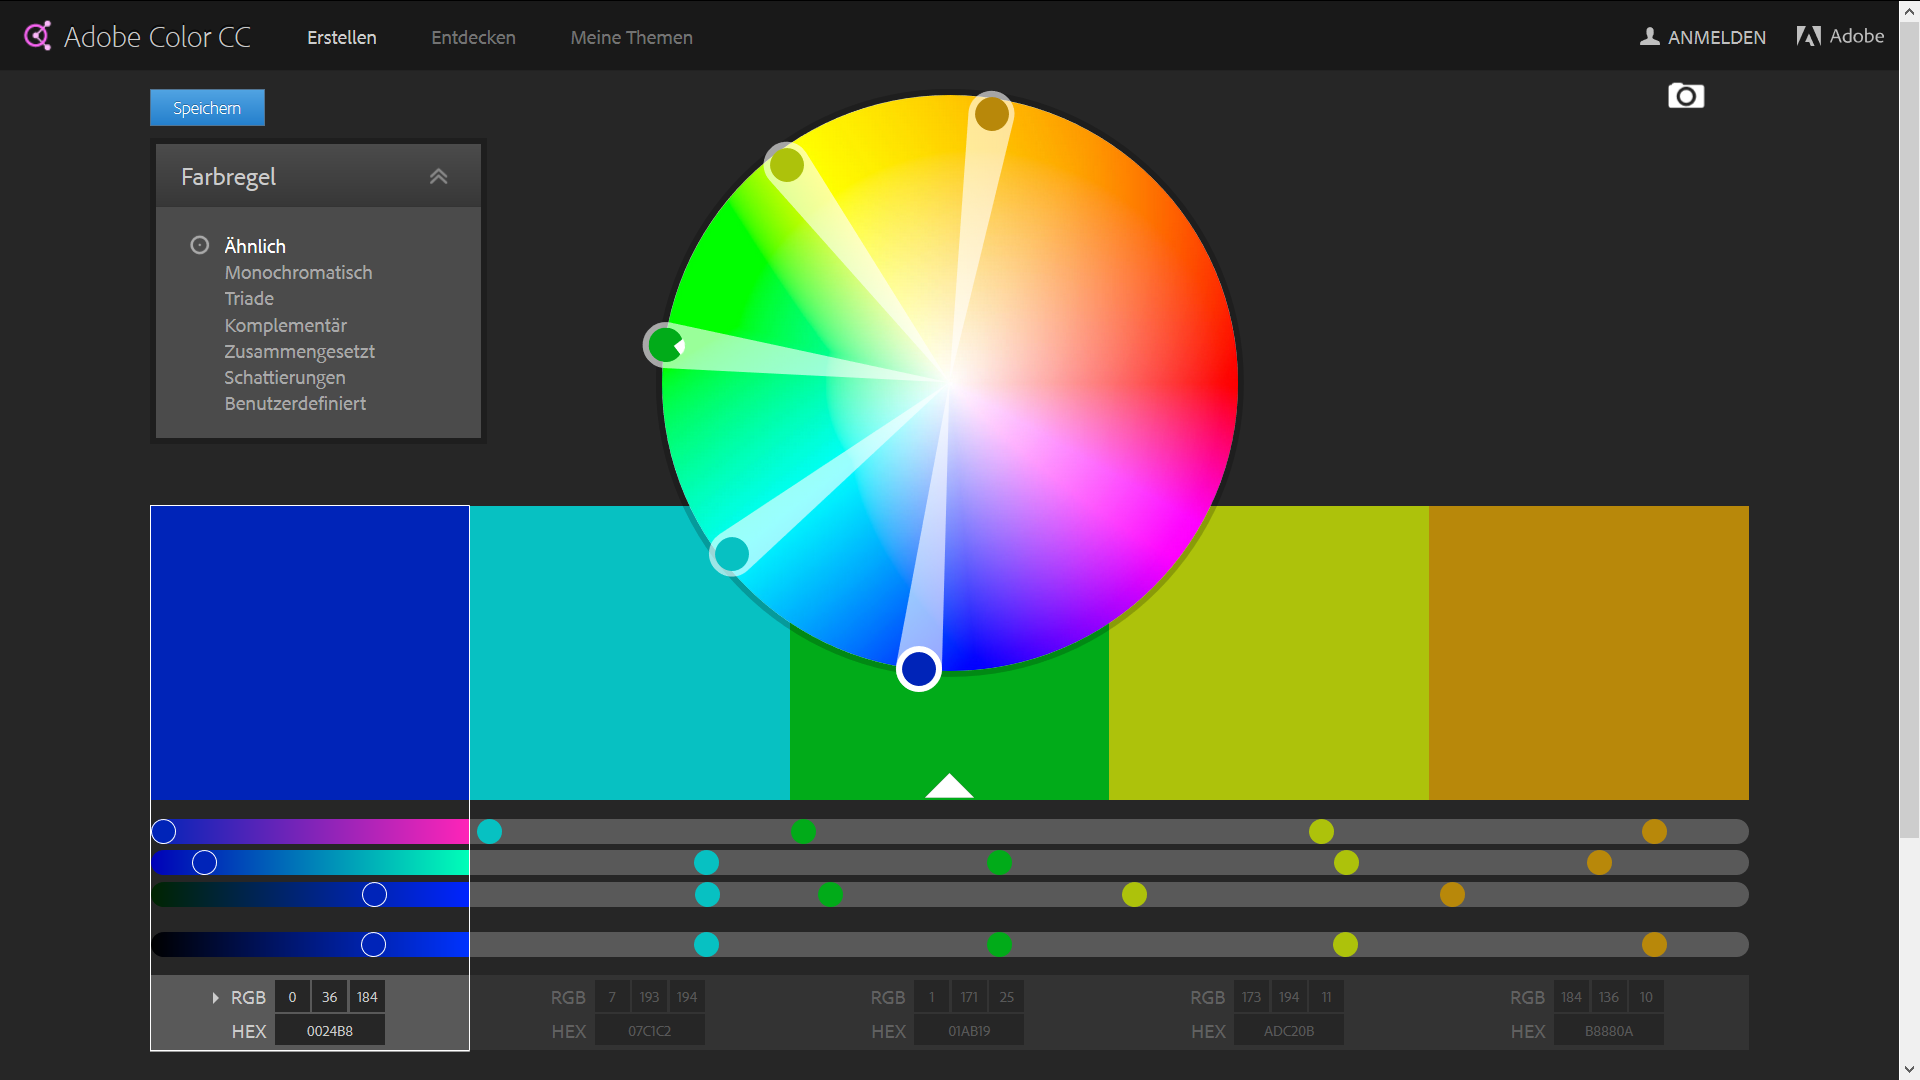 Adobe Color CC Erstellen Entdecken Meine Themen ANMELDEN Adobe
Speichern
Farbregel
Ähnlich
Monochromatisch
Triade
Komplementär
Zusammengesetzt
Schattierungen
Benutzerdefiniert
RGB 0 36 184 RGB 7 193 194 RGB 1 171 25 RGB 173 194 11 RGB 184 136 10
HEX 0024B8 HEX 07C1C2 HEX 01AB19 HEX ADC20B HEX B8880A